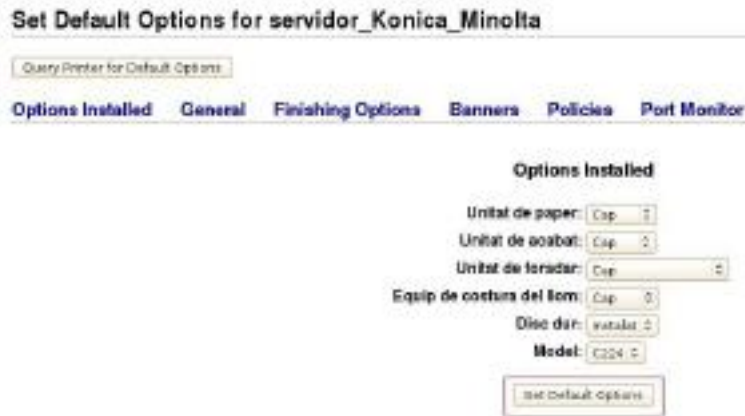 Set Default Options for servidor_Konica_Minolta
Query Printer for Default Options
Options Installed General Finishing Options Banners Policies Port Monitor
Options Installed
Unitat de paper: Cap
Unitat de acabat: Cap
Unitat de foradar: Cap
Equip de costura del llom: Cap
Disc dur: Instalat
Model: C224
Set Default Options